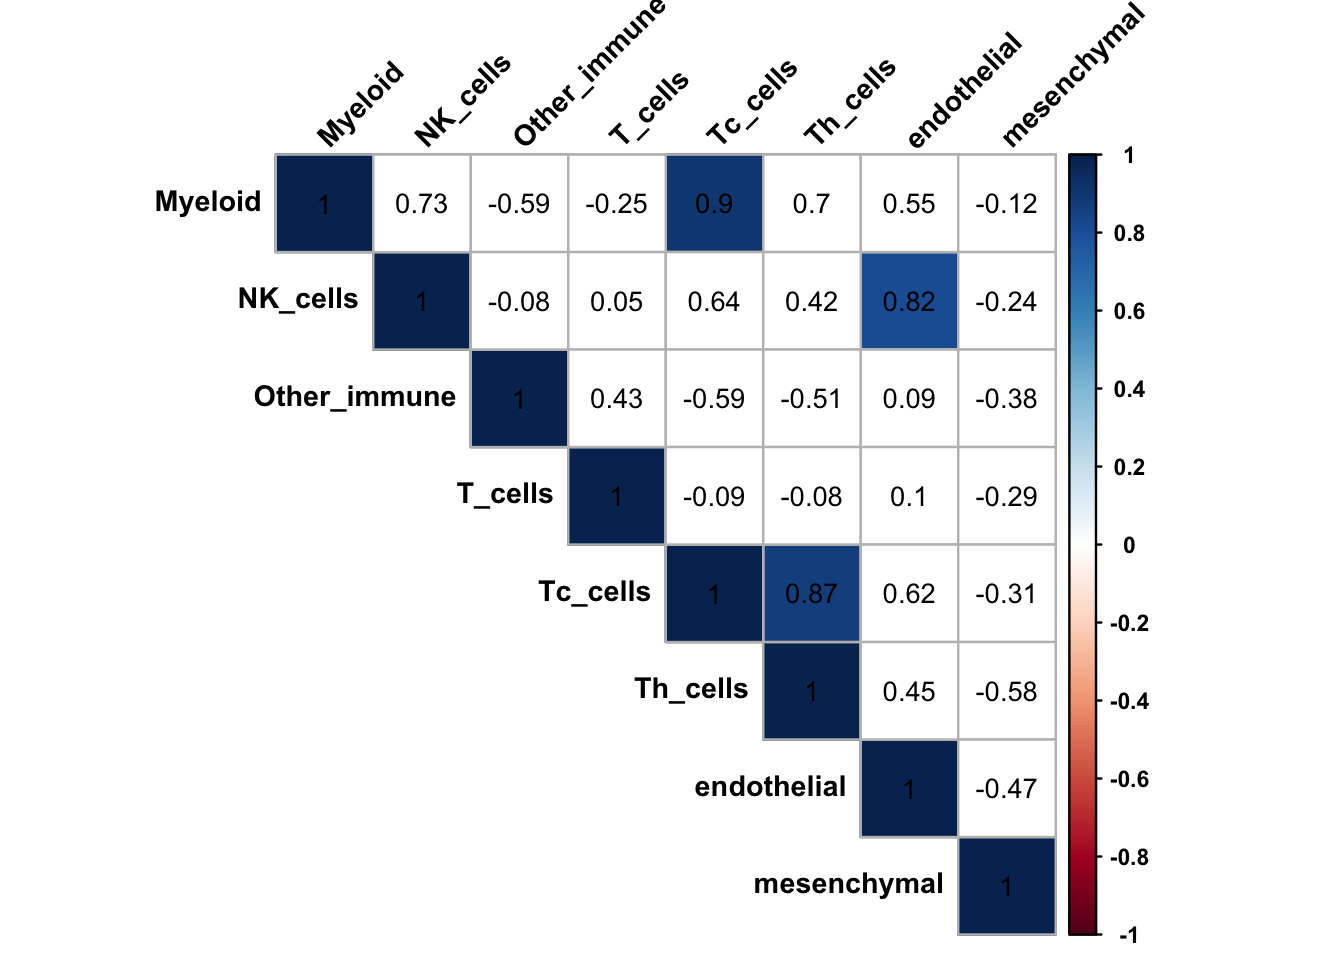 Myeloid NK_cells Other_immune T_cells Tc_cells Th_cells endothelial mesenchymal
Myeloid 1 0.73 -0.59 -0.25 0.9 0.7 0.55 -0.12
NK_cells 1 -0.08 0.05 0.64 0.42 0.82 -0.24
Other_immune 1 0.43 -0.59 -0.51 0.09 -0.38
T_cells 1 -0.09 -0.08 0.1 -0.29
Tc_cells 1 0.87 0.62 -0.31
Th_cells 1 0.45 -0.58
endothelial 1 -0.47
mesenchymal 1
1
0.8
0.6
0.4
0.2
0
-0.2
-0.4
-0.6
-0.8
-1